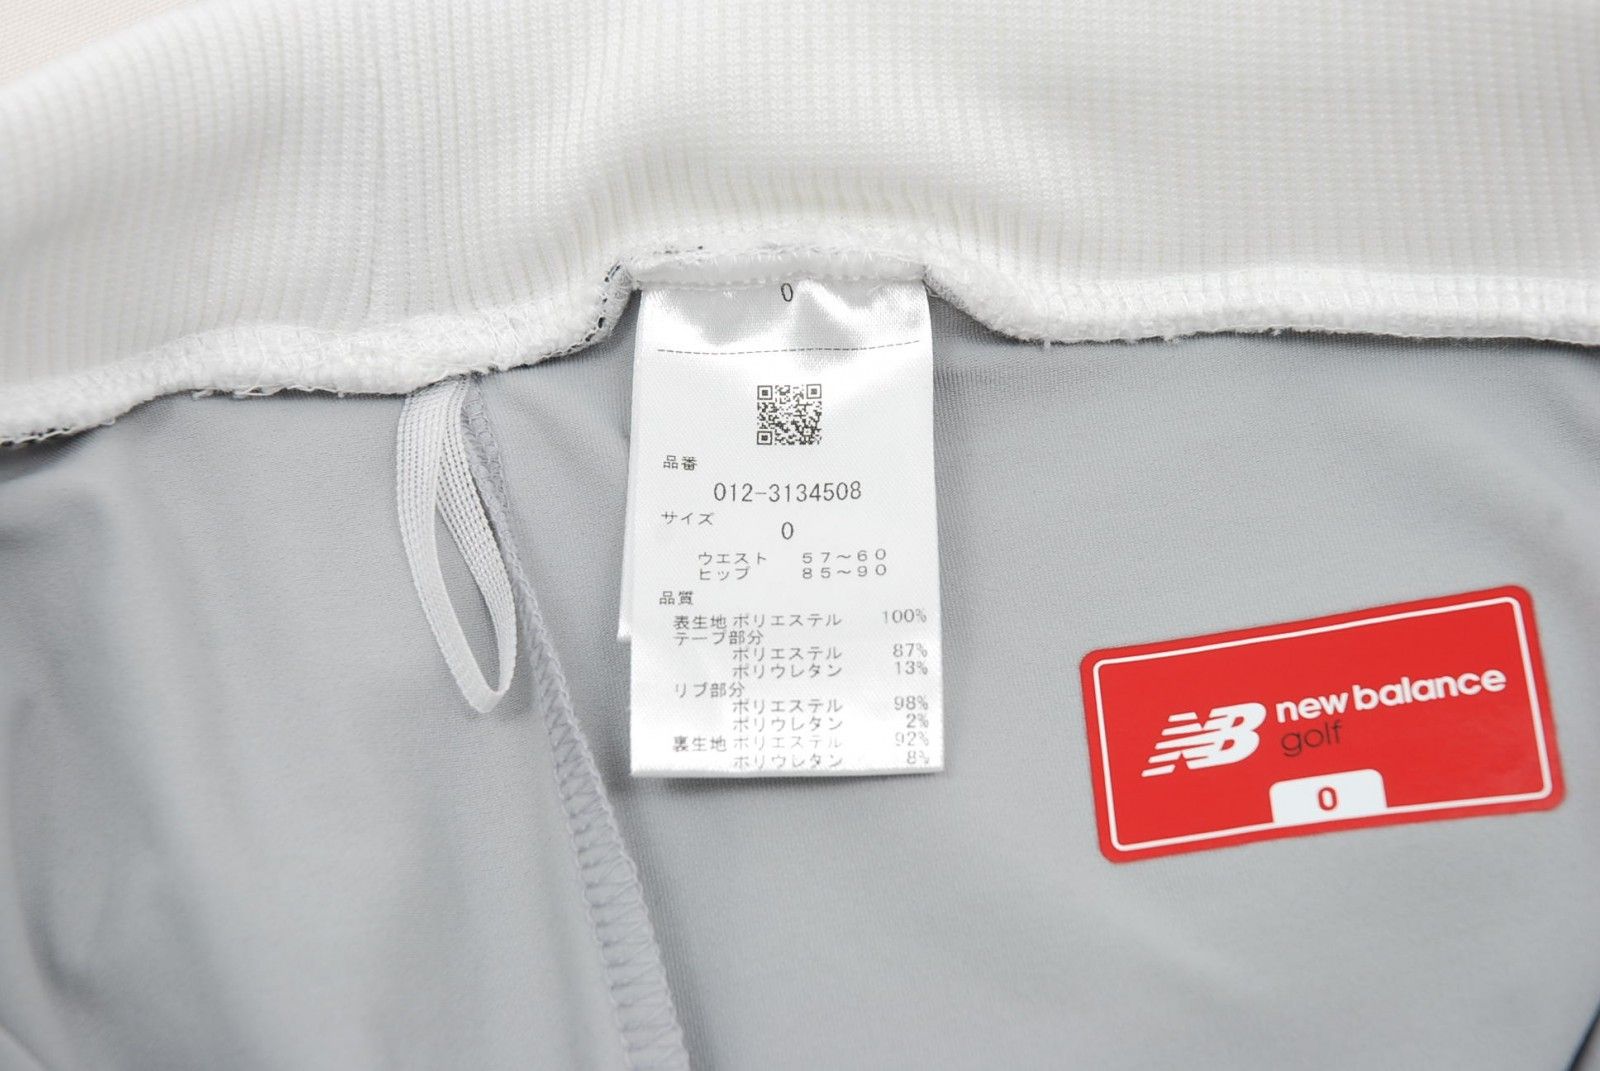 0
品番
012-3134508
サイズ
0
ウエスト 57～60
ヒップ 85～90
品質
表生地 ポリエステル 100%
テープ部分
ポリエステル 87%
ポリウレタン 13%
リブ部分
ポリエステル 98%
ポリウレタン 2%
裏生地 ポリエステル 92%
ポリウレタン 8%
NB new balance
golf
0